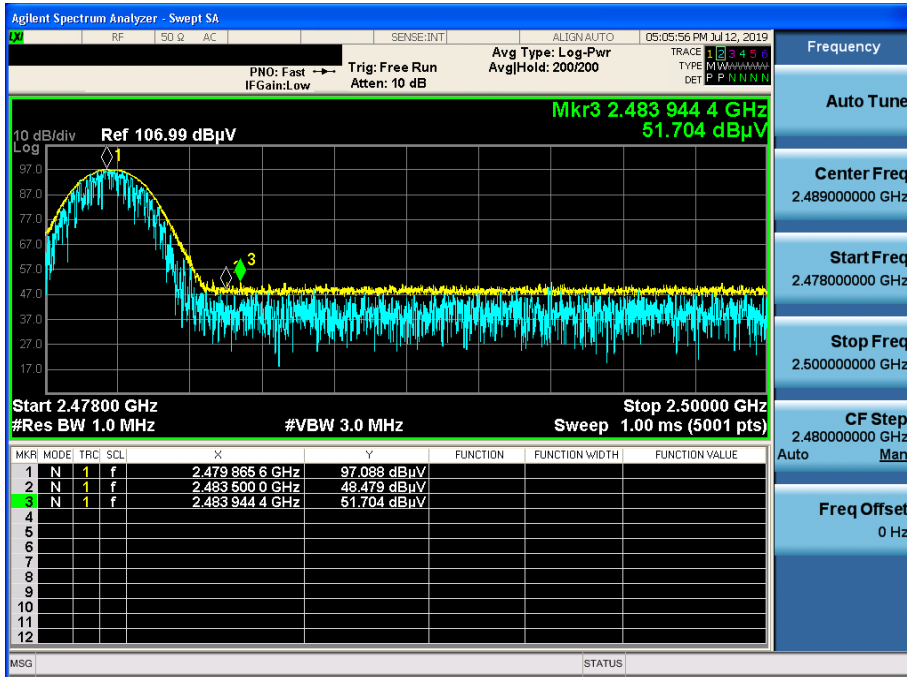 Agilent Spectrum Analyzer - Swept SA
LXI RF 50 Ω AC SENSE:INT ALIGN AUTO 05:05:56 PM Jul 12, 2019
Frequency
PNO: Fast
IFGain:Low
Trig: Free Run
Atten: 10 dB
Avg Type: Log-Pwr
Avg|Hold: 200/200
TRACE 1 2 3 4 5 6
TYPE MWWWWW
DET P P N N N N
Auto Tune
Mkr3 2.483 944 4 GHz
51.704 dBµV
10 dB/div Ref 106.99 dBµV
Log
1
97.0
87.0
77.0
67.0
3
57.0
47.0
37.0
27.0
17.0
Center Freq
2.489000000 GHz
Start Freq
2.478000000 GHz
Stop Freq
2.500000000 GHz
Start 2.47800 GHz Stop 2.50000 GHz
#Res BW 1.0 MHz #VBW 3.0 MHz Sweep 1.00 ms (5001 pts)
CF Step
2.480000000 GHz
Auto Man
MKR MODE TRC SCL X Y FUNCTION FUNCTION WIDTH FUNCTION VALUE
1 N 1 f 2.479 865 6 GHz 97.088 dBµV
2 N 1 f 2.483 500 0 GHz 48.479 dBµV
3 N 1 f 2.483 944 4 GHz 51.704 dBµV
4
5
6
7
8
9
10
11
12
Freq Offset
0 Hz
MSG STATUS